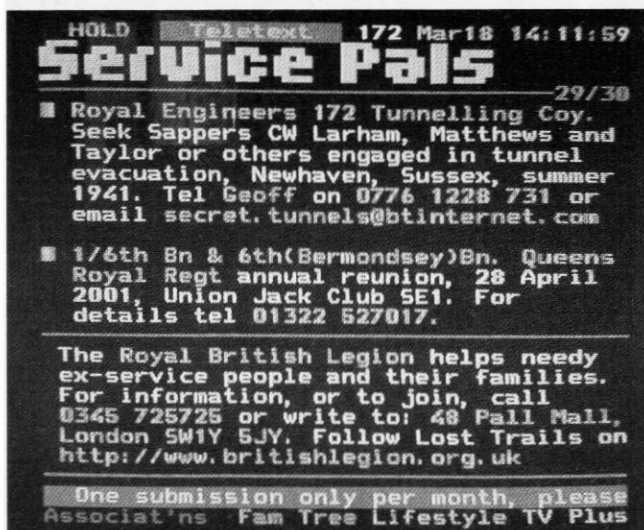 HOLD Teletext 172 Mar18 14:11:59
Service Pals
29/30
Royal Engineers 172 Tunnelling Coy.
Seek Sappers CW Larham, Matthews and
Taylor or others engaged in tunnel
evacuation, Newhaven, Sussex, summer
1941. Tel Geoff on 0776 1228 731 or
email secret.tunnels@btinternet.com
1/6th Bn & 6th(Bermondsey)Bn. Queens
Royal Regt annual reunion, 28 April
2001, Union Jack Club SE1. For
details tel 01322 527017.
The Royal British Legion helps needy
ex-service people and their families.
For information, or to join, call
0345 725725 or write to: 48 Pall Mall,
London SW1Y 5JY. Follow Lost Trails on
http://www.britishlegion.org.uk
One submission only per month, please
Associat'ns Fam Tree Lifestyle TV Plus